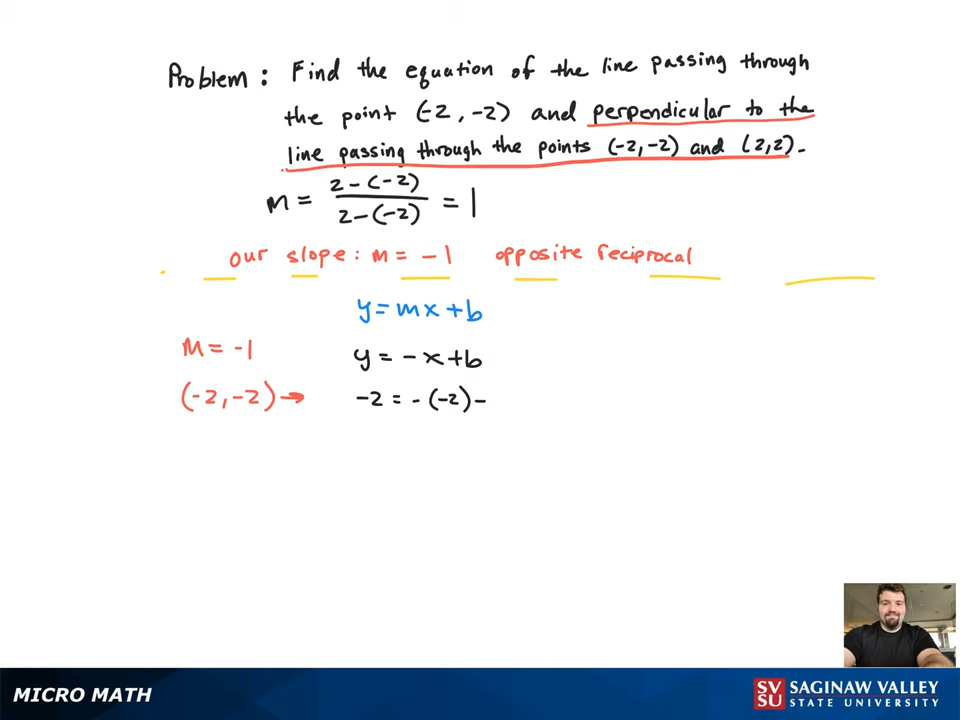 Problem: Find the equation of the line passing through
the point (-2, -2) and perpendicular to the
line passing through the points (-2, -2) and (2, 2).
m = 2-(-2) / 2-(-2) = 1
our slope: m = -1 opposite reciprocal
y = mx + b
m = -1
y = -x + b
(-2, -2) →
-2 = -(-2) -
MICRO MATH
SV
SU
SAGINAW VALLEY
STATE UNIVERSITY